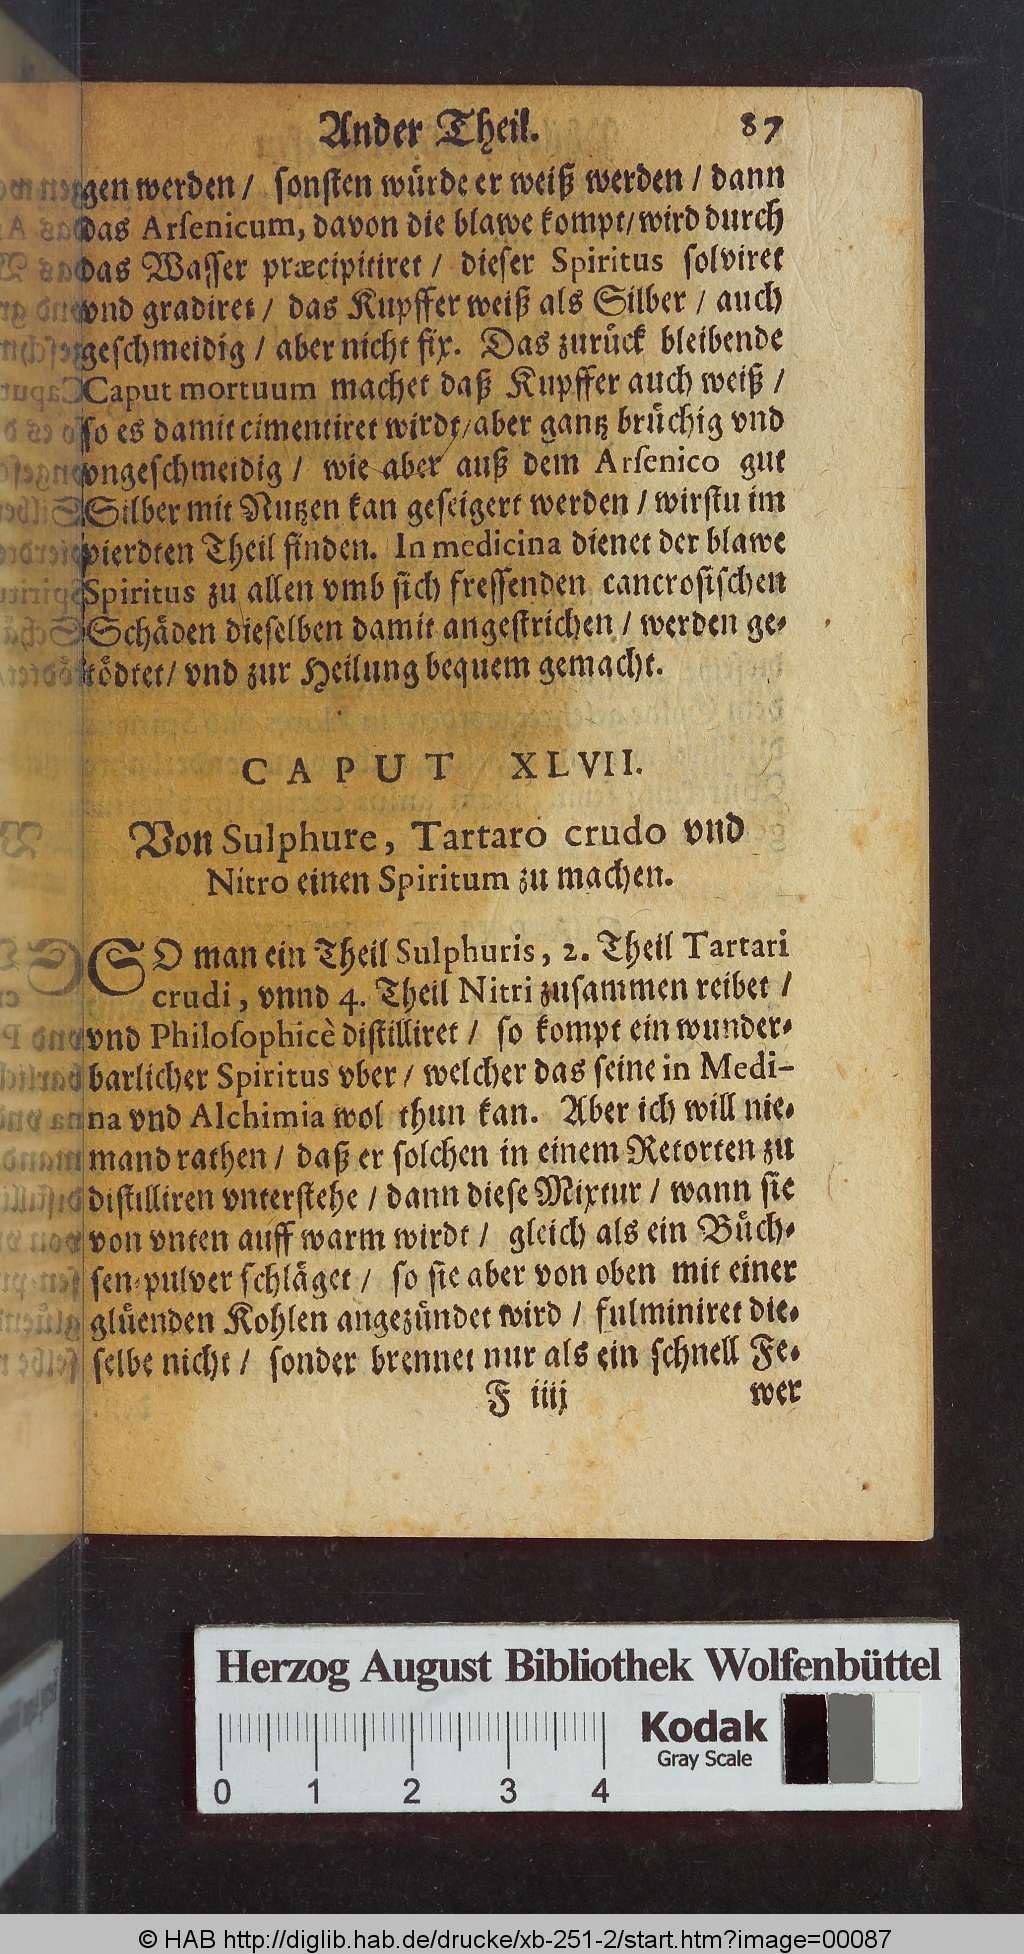 Ander Theil. 87
gen werden / sonsten würde er weiß werden / dann
das Arsenicum, davon die blawe kompt / wird durch
das Wasser præcipitiret / dieser Spiritus solviret
vnd gradiret / das Kupffer weiß als Silber / auch
geschmeidig / aber nicht fix. Das zurück bleibende
Caput mortuum machet daß Kupffer auch weiß /
so es damit cimentiret wirdt / aber gantz brüchig vnd
vngeschmeidig / wie aber auß dem Arsenico gut
Silber mit Nutzen kan geseigert werden / wirstu im
vierdten Theil finden. In medicina dienet der blawe
Spiritus zu allen vmb sich fressenden cancrosischen
Schäden dieselben damit angestrichen / werden ge-
tödtet / vnd zur Heilung bequem gemacht.
CAPUT XLVII.
Von Sulphure, Tartaro crudo vnd
Nitro einen Spiritum zu machen.
SO man ein Theil Sulphuris, 2. Theil Tartari
crudi, vnnd 4. Theil Nitri zusammen reibet /
vnd Philosophicè distilliret / so kompt ein wunder-
barlicher Spiritus vber / welcher das seine in Medi-
na vnd Alchimia wol thun kan. Aber ich will nie-
mand rathen / daß er solchen in einem Retorten zu
distilliren vnterstehe / dann diese Mixtur / wann sie
von vnten auff warm wirdt / gleich als ein Büch-
sen-pulver schläget / so sie aber von oben mit einer
glüenden Kohlen angezündet wird / fulminiret die-
selbe nicht / sonder brennet nur als ein schnell Fe-
F iiij wer
Herzog August Bibliothek Wolfenbüttel
Kodak
Gray Scale
0 1 2 3 4
© HAB http://diglib.hab.de/drucke/xb-251-2/start.htm?image=00087